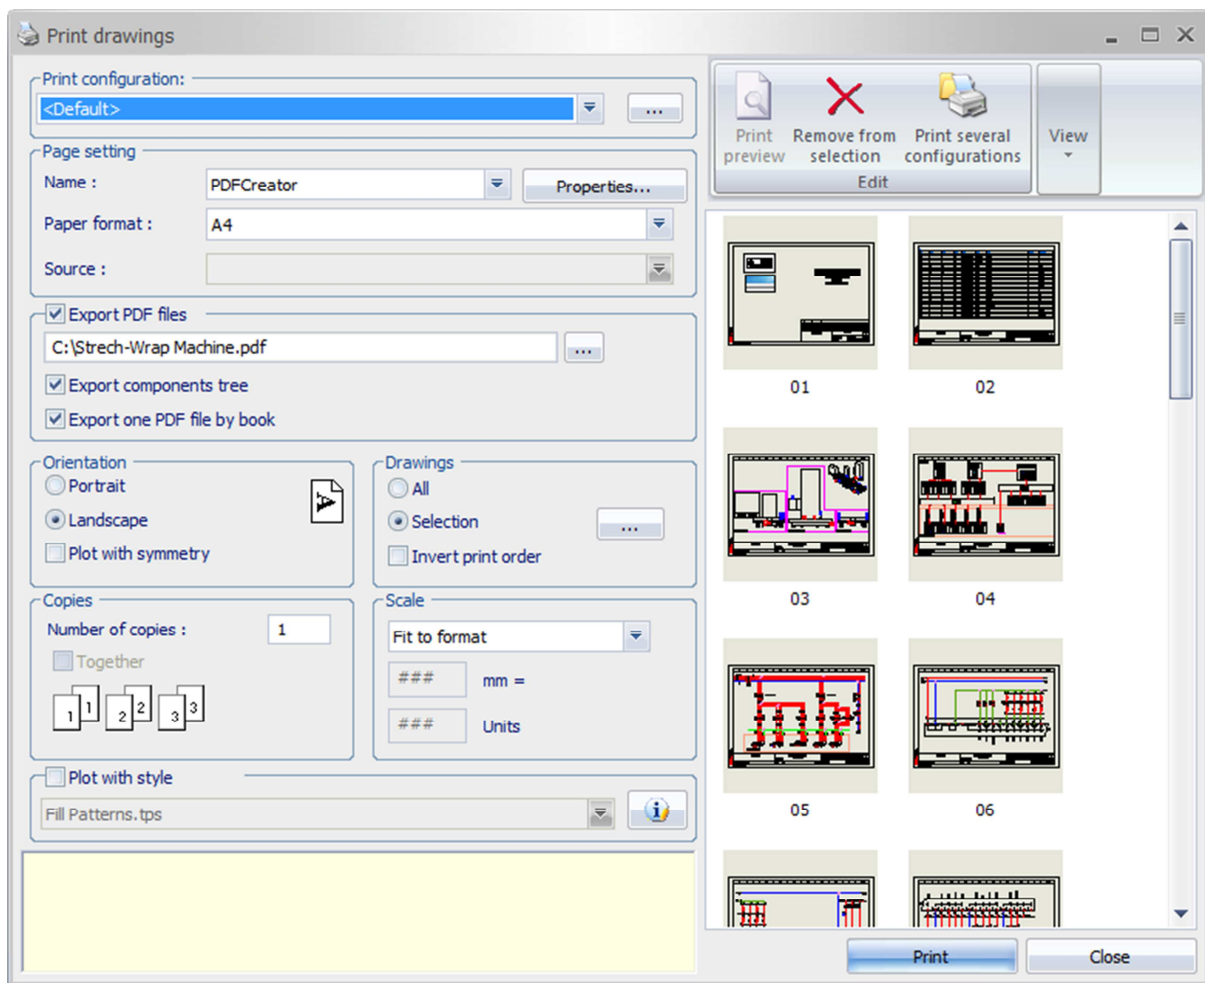 Print drawings
Print configuration:
<Default>
...
Page setting
Name :
PDFCreator
Properties...
Paper format :
A4
Source :
Export PDF files
C:\Strech-Wrap Machine.pdf
...
Export components tree
Export one PDF file by book
Orientation
Portrait
Landscape
A
Plot with symmetry
Drawings
All
Selection
...
Invert print order
Copies
Number of copies :
1
Together
1 1 2 2 3 3
Scale
Fit to format
### mm =
### Units
Plot with style
Fill Patterns.tps
Print preview
Remove from selection
Print several configurations
Edit
View
01
02
03
04
05
06
Print
Close